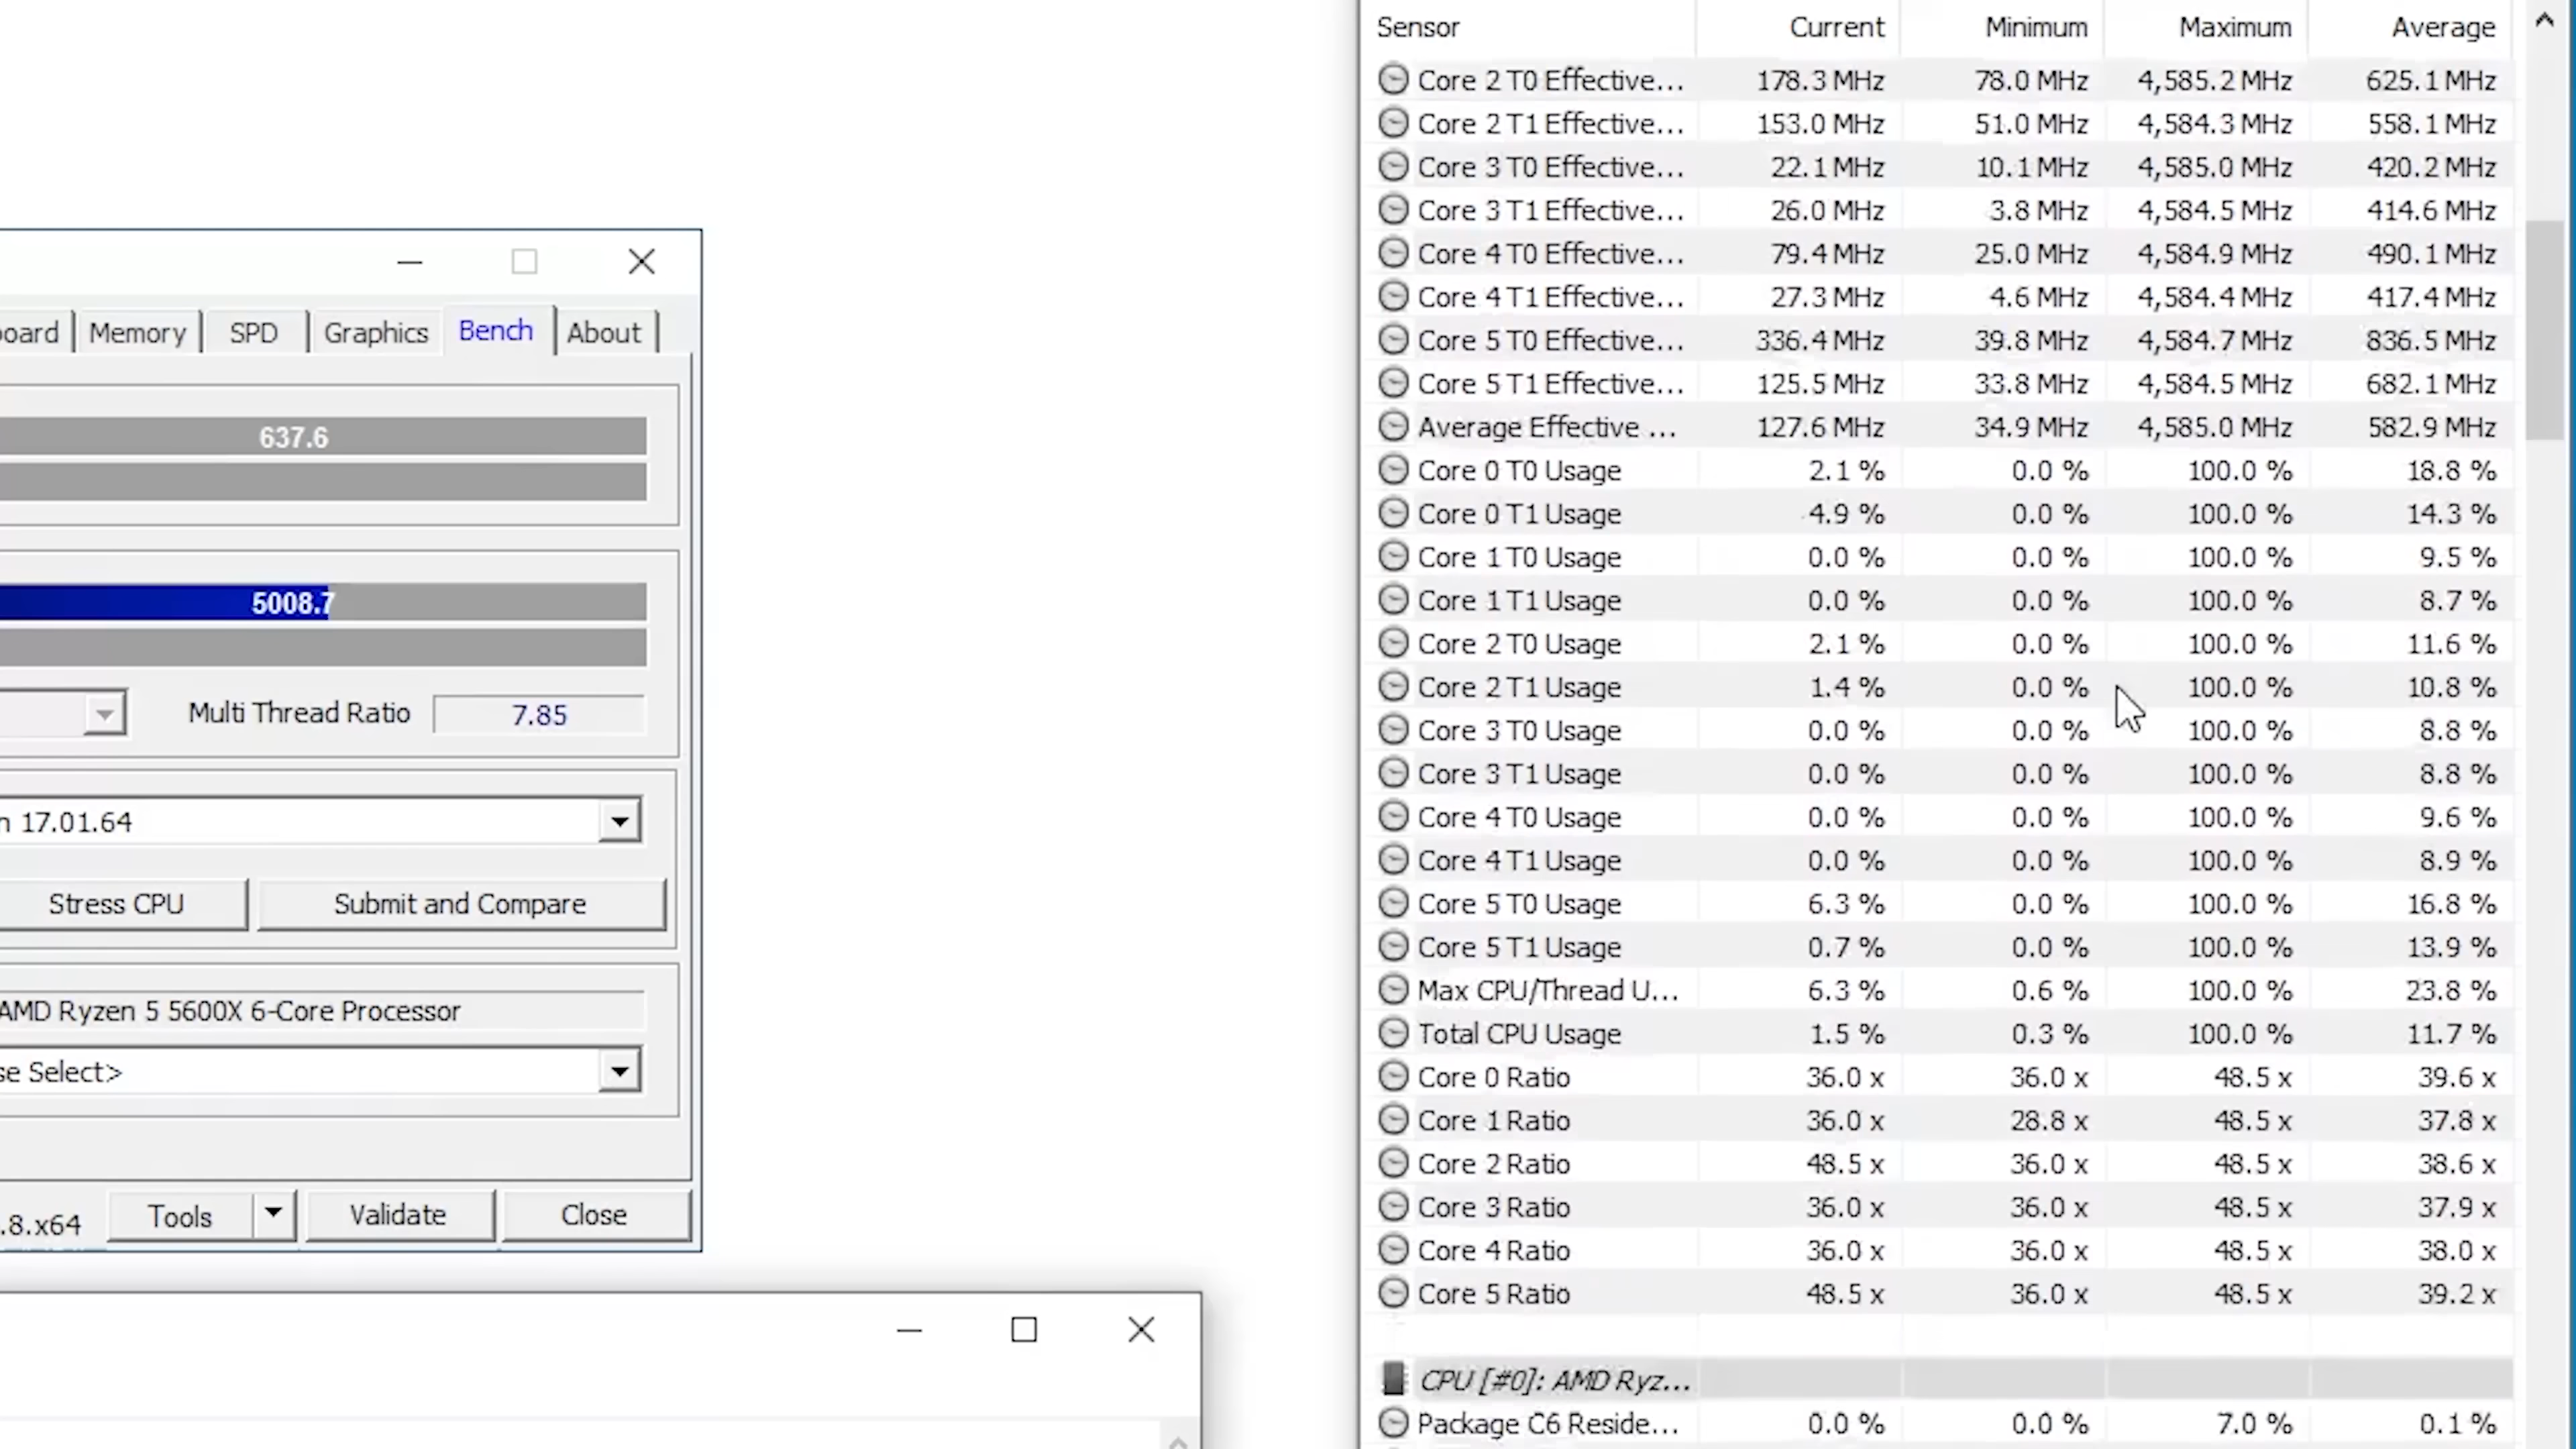 board Memory SPD Graphics Bench About
637.6
5008.7
Multi Thread Ratio 7.85
n 17.01.64
Stress CPU Submit and Compare
AMD Ryzen 5 5600X 6-Core Processor
se Select>
.8.x64 Tools Validate Close
Sensor Current Minimum Maximum Average
Core 2 T0 Effective... 178.3 MHz 78.0 MHz 4,585.2 MHz 625.1 MHz
Core 2 T1 Effective... 153.0 MHz 51.0 MHz 4,584.3 MHz 558.1 MHz
Core 3 T0 Effective... 22.1 MHz 10.1 MHz 4,585.0 MHz 420.2 MHz
Core 3 T1 Effective... 26.0 MHz 3.8 MHz 4,584.5 MHz 414.6 MHz
Core 4 T0 Effective... 79.4 MHz 25.0 MHz 4,584.9 MHz 490.1 MHz
Core 4 T1 Effective... 27.3 MHz 4.6 MHz 4,584.4 MHz 417.4 MHz
Core 5 T0 Effective... 336.4 MHz 39.8 MHz 4,584.7 MHz 836.5 MHz
Core 5 T1 Effective... 125.5 MHz 33.8 MHz 4,584.5 MHz 682.1 MHz
Average Effective ... 127.6 MHz 34.9 MHz 4,585.0 MHz 582.9 MHz
Core 0 T0 Usage 2.1 % 0.0 % 100.0 % 18.8 %
Core 0 T1 Usage 4.9 % 0.0 % 100.0 % 14.3 %
Core 1 T0 Usage 0.0 % 0.0 % 100.0 % 9.5 %
Core 1 T1 Usage 0.0 % 0.0 % 100.0 % 8.7 %
Core 2 T0 Usage 2.1 % 0.0 % 100.0 % 11.6 %
Core 2 T1 Usage 1.4 % 0.0 % 100.0 % 10.8 %
Core 3 T0 Usage 0.0 % 0.0 % 100.0 % 8.8 %
Core 3 T1 Usage 0.0 % 0.0 % 100.0 % 8.8 %
Core 4 T0 Usage 0.0 % 0.0 % 100.0 % 9.6 %
Core 4 T1 Usage 0.0 % 0.0 % 100.0 % 8.9 %
Core 5 T0 Usage 6.3 % 0.0 % 100.0 % 16.8 %
Core 5 T1 Usage 0.7 % 0.0 % 100.0 % 13.9 %
Max CPU/Thread U... 6.3 % 0.6 % 100.0 % 23.8 %
Total CPU Usage 1.5 % 0.3 % 100.0 % 11.7 %
Core 0 Ratio 36.0 x 36.0 x 48.5 x 39.6 x
Core 1 Ratio 36.0 x 28.8 x 48.5 x 37.8 x
Core 2 Ratio 48.5 x 36.0 x 48.5 x 38.6 x
Core 3 Ratio 36.0 x 36.0 x 48.5 x 37.9 x
Core 4 Ratio 36.0 x 36.0 x 48.5 x 38.0 x
Core 5 Ratio 48.5 x 36.0 x 48.5 x 39.2 x
CPU [#0]: AMD Ryz...
Package C6 Reside... 0.0 % 0.0 % 7.0 % 0.1 %